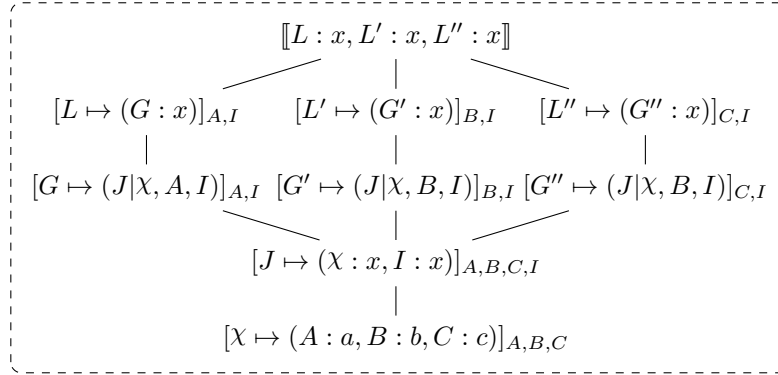 ⟦L : x, L′ : x, L″ : x⟧
[L ↦ (G : x)]_{A,I} [L′ ↦ (G′ : x)]_{B,I} [L″ ↦ (G″ : x)]_{C,I}
[G ↦ (J|χ, A, I)]_{A,I} [G′ ↦ (J|χ, B, I)]_{B,I} [G″ ↦ (J|χ, B, I)]_{C,I}
[J ↦ (χ : x, I : x)]_{A,B,C,I}
[χ ↦ (A : a, B : b, C : c)]_{A,B,C}